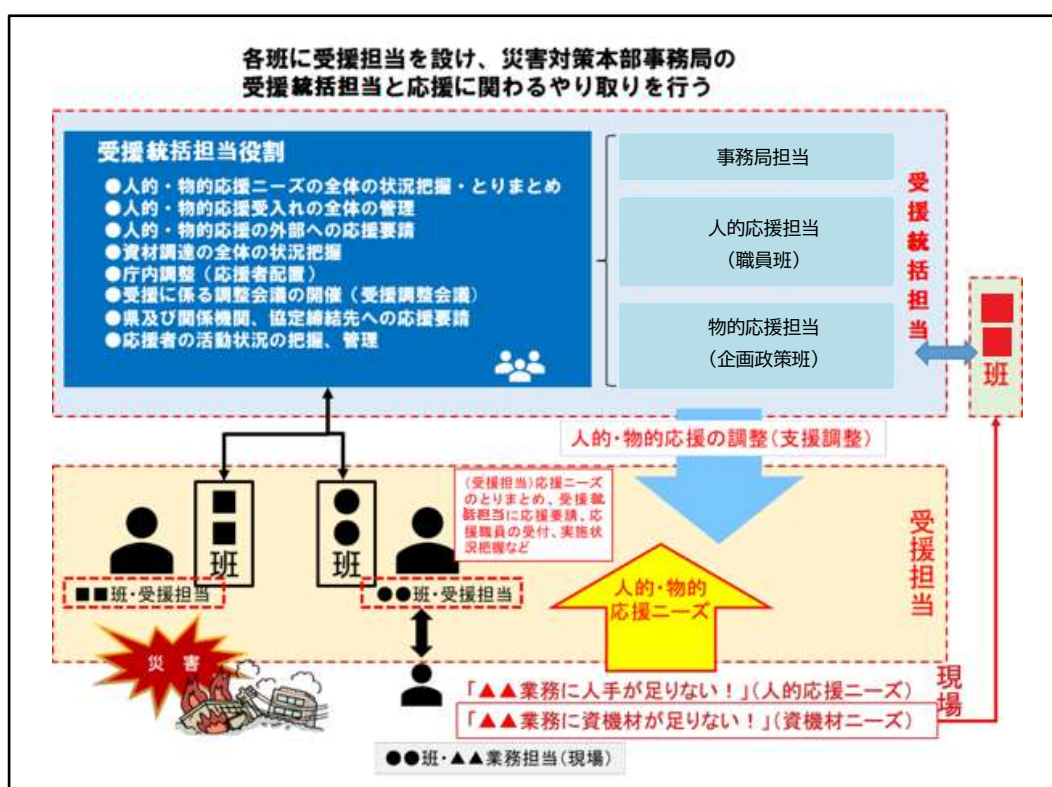 各班に受援担当を設け、災害対策本部事務局の
受援統括担当と応援に関わるやり取りを行う
受援統括担当役割
●人的・物的応援ニーズの全体の状況把握・とりまとめ
●人的・物的応援受入れの全体の管理
●人的・物的応援の外部への応援要請
●資材調達の全体の状況把握
●庁内調整（応援者配置）
●受援に係る調整会議の開催（受援調整会議）
●県及び関係機関、協定締結先への応援要請
●応援者の活動状況の把握、管理
事務局担当
人的応援担当
（職員班）
物的応援担当
（企画政策班）
受援統括担当
■■班
人的・物的応援の調整(支援調整)
■■班
●●班
(受援担当)応援ニーズ
のとりまとめ、受援統
括担当に応援要請、応
援職員の受付、実施状
況把握など
■■班・受援担当
●●班・受援担当
人的・物的
応援ニーズ
受援担当
災 害
「▲▲業務に人手が足りない！」(人的応援ニーズ)
「▲▲業務に資機材が足りない！」(資機材ニーズ)
現場
●●班・▲▲業務担当(現場)